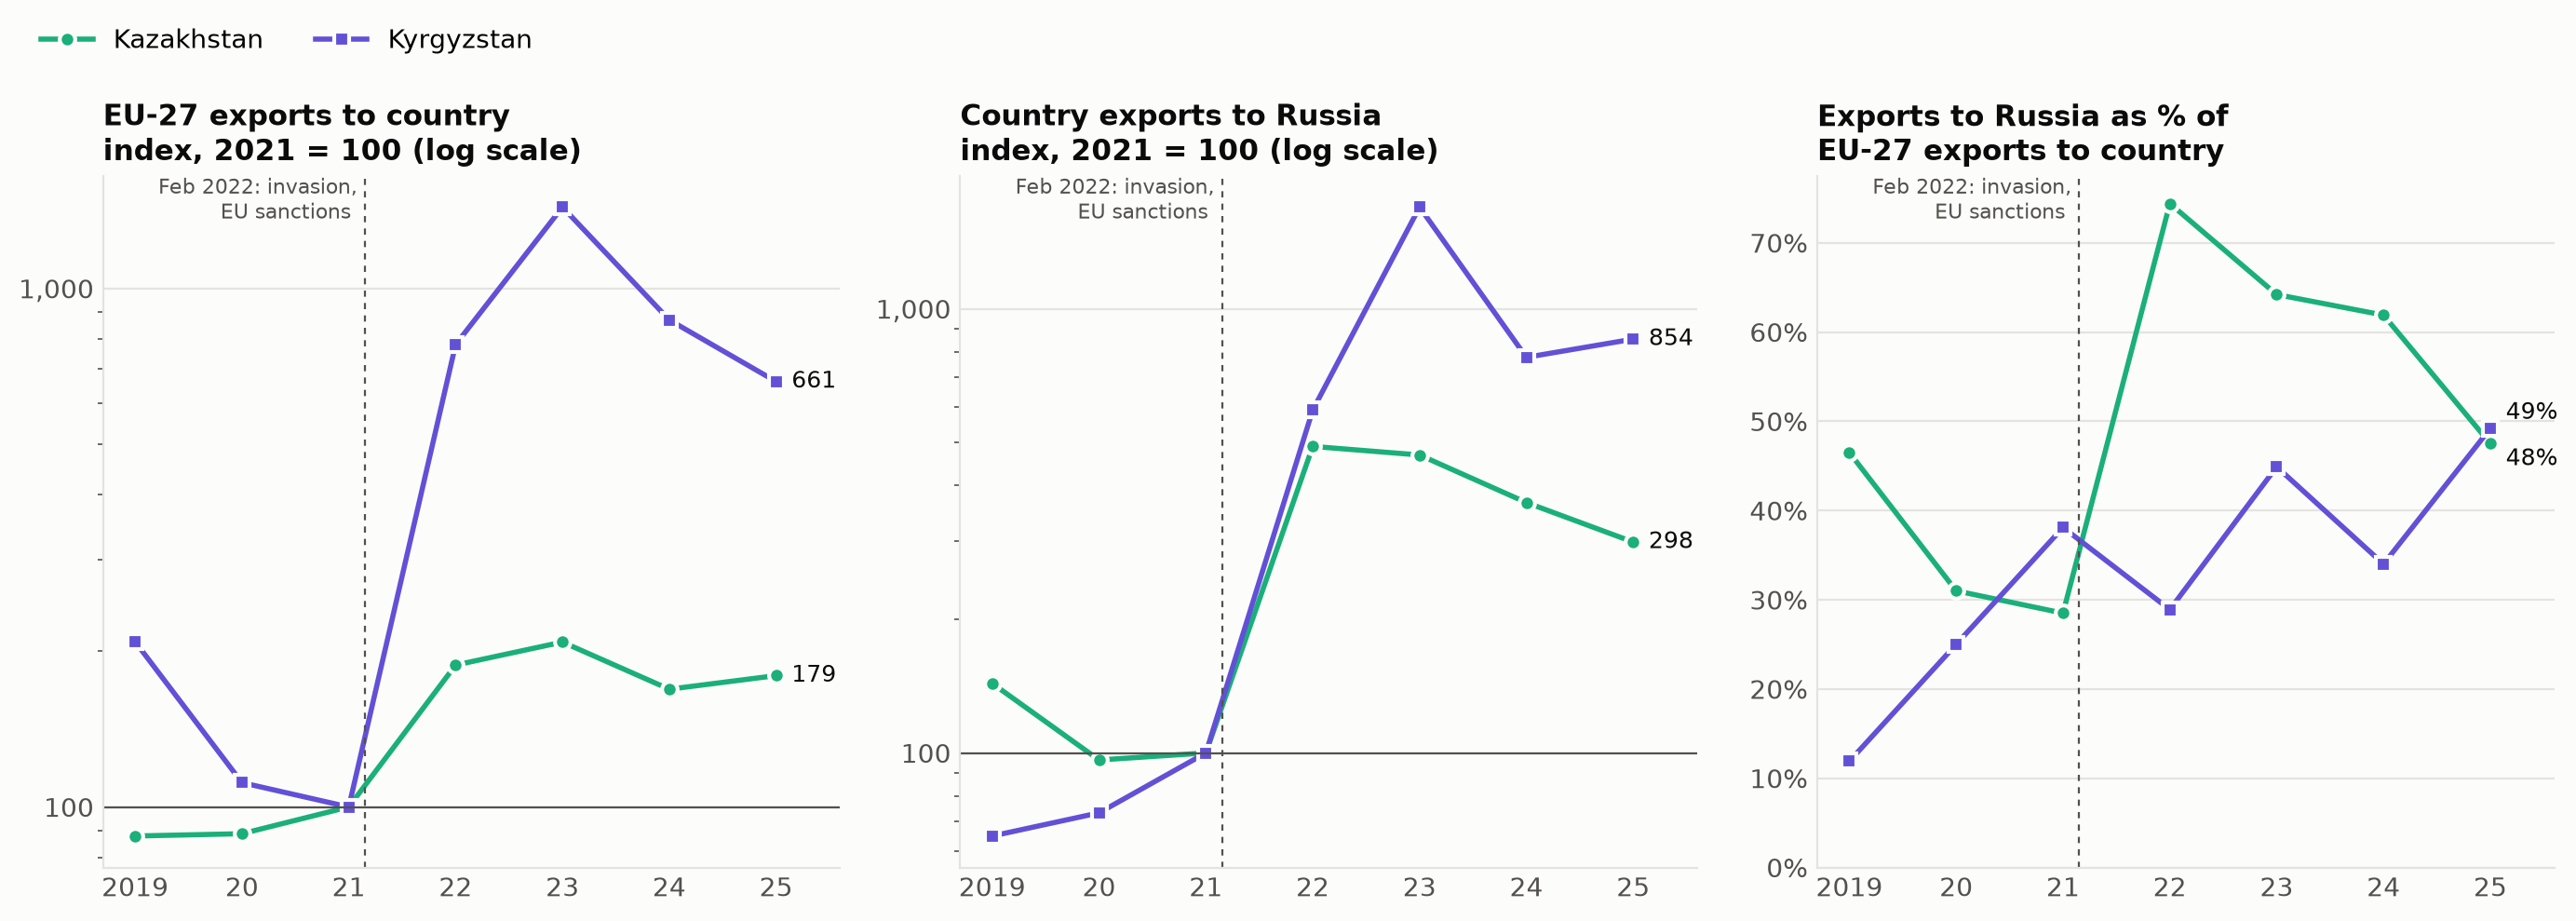 Kazakhstan
Kyrgyzstan
EU-27 exports to country
index, 2021 = 100 (log scale)
Feb 2022: invasion,
EU sanctions
1,000
100
661
179
2019 20 21 22 23 24 25
Country exports to Russia
index, 2021 = 100 (log scale)
Feb 2022: invasion,
EU sanctions
1,000
100
854
298
2019 20 21 22 23 24 25
Exports to Russia as % of
EU-27 exports to country
Feb 2022: invasion,
EU sanctions
70%
60%
50%
40%
30%
20%
10%
0%
49%
48%
2019 20 21 22 23 24 25